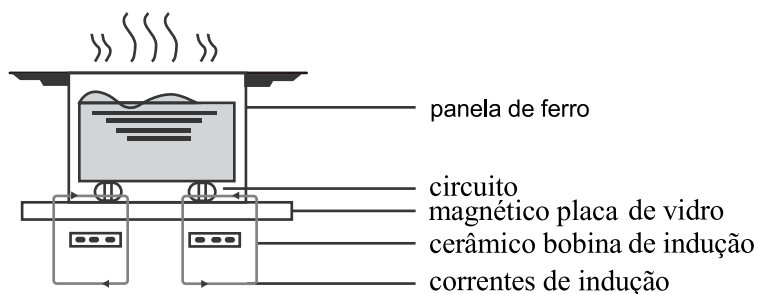 panela de ferro
circuito
magnético placa de vidro
cerâmico bobina de indução
correntes de indução